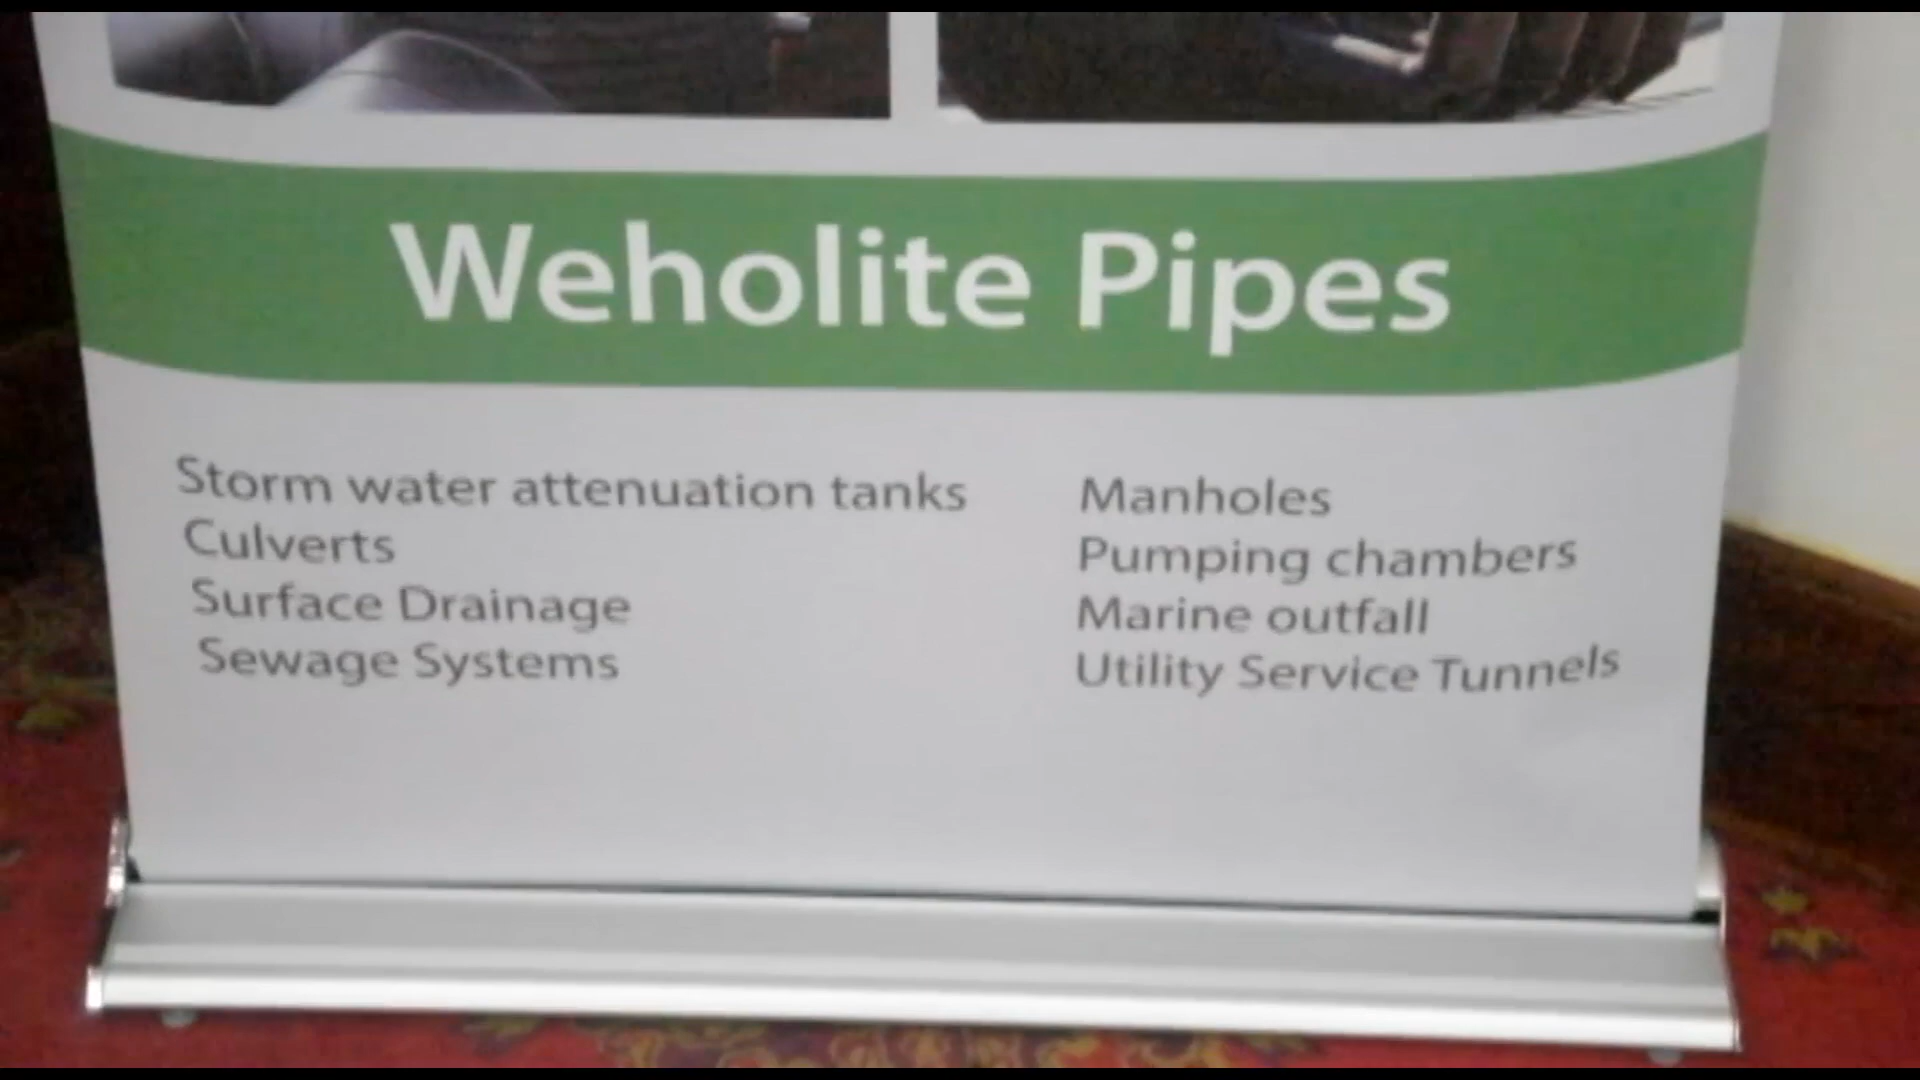 Weholite Pipes
Storm water attenuation tanks
Culverts
Surface Drainage
Sewage Systems
Manholes
Pumping chambers
Marine outfall
Utility Service Tunnels